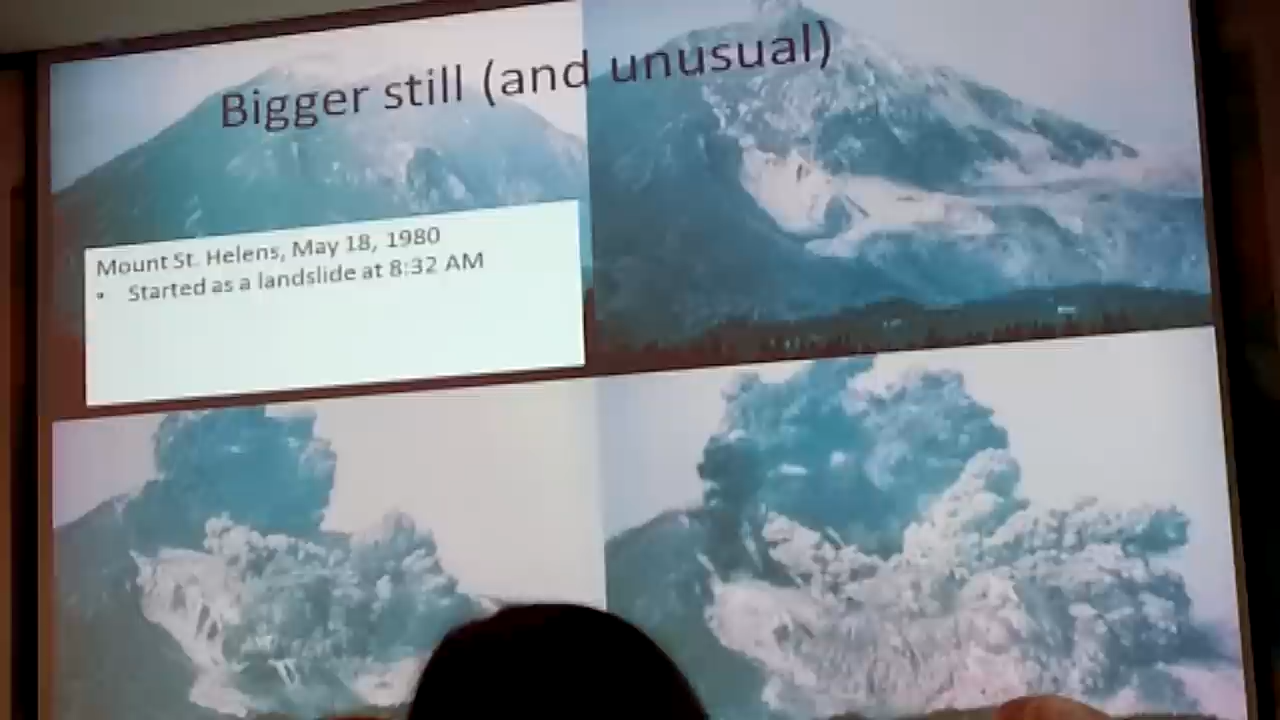 Bigger still (and unusual)
Mount St. Helens, May 18, 1980
• Started as a landslide at 8:32 AM